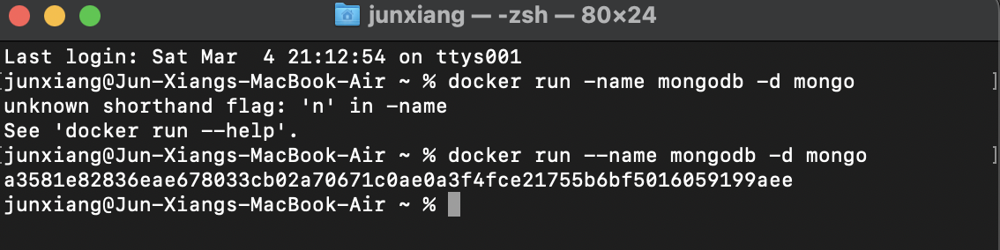 junxiang — -zsh — 80×24
Last login: Sat Mar  4 21:12:54 on ttys001
[junxiang@Jun-Xiangs-MacBook-Air ~ % docker run -name mongodb -d mongo ]
unknown shorthand flag: 'n' in -name
See 'docker run --help'.
[junxiang@Jun-Xiangs-MacBook-Air ~ % docker run --name mongodb -d mongo ]
a3581e82836eae678033cb02a70671c0ae0a3f4fce21755b6bf5016059199aee
junxiang@Jun-Xiangs-MacBook-Air ~ %